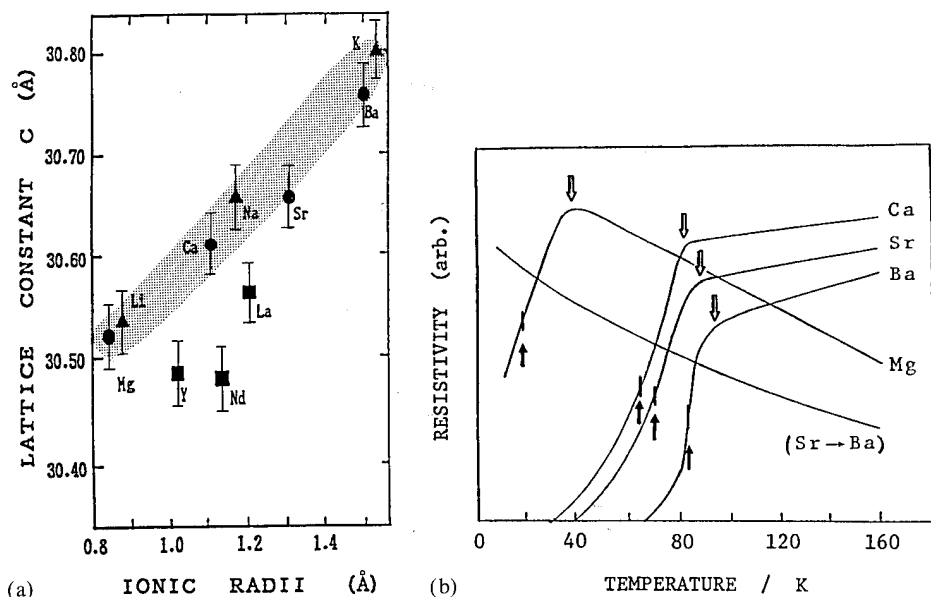 LATTICE CONSTANT C (Å)
30.80
30.70
30.60
30.50
30.40
K
Ba
Na
Sr
Ca
La
Li
Mg
Y
Nd
0.8
1.0
1.2
1.4
(a)
IONIC RADII (Å)
RESISTIVITY (arb.)
Ca
Sr
Ba
Mg
(Sr→Ba)
0
40
80
120
160
(b)
TEMPERATURE / K